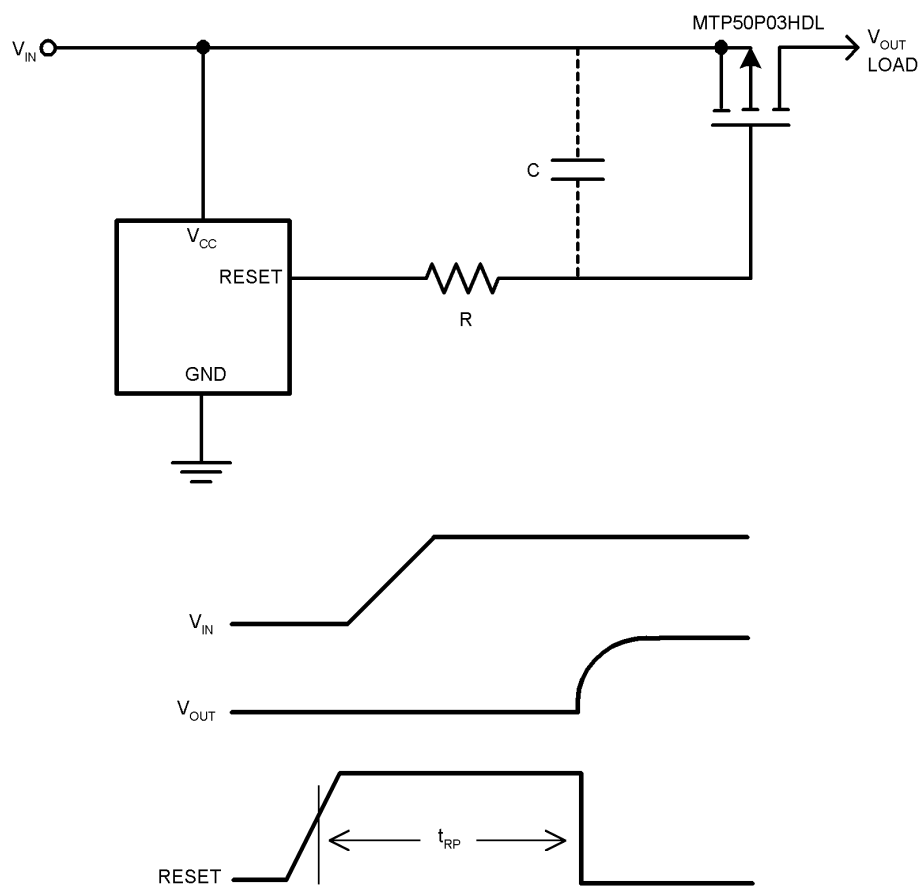 MTP50P03HDL
VIN
VOUT
LOAD
C
VCC
RESET
R
GND
VIN
VOUT
tRP
RESET